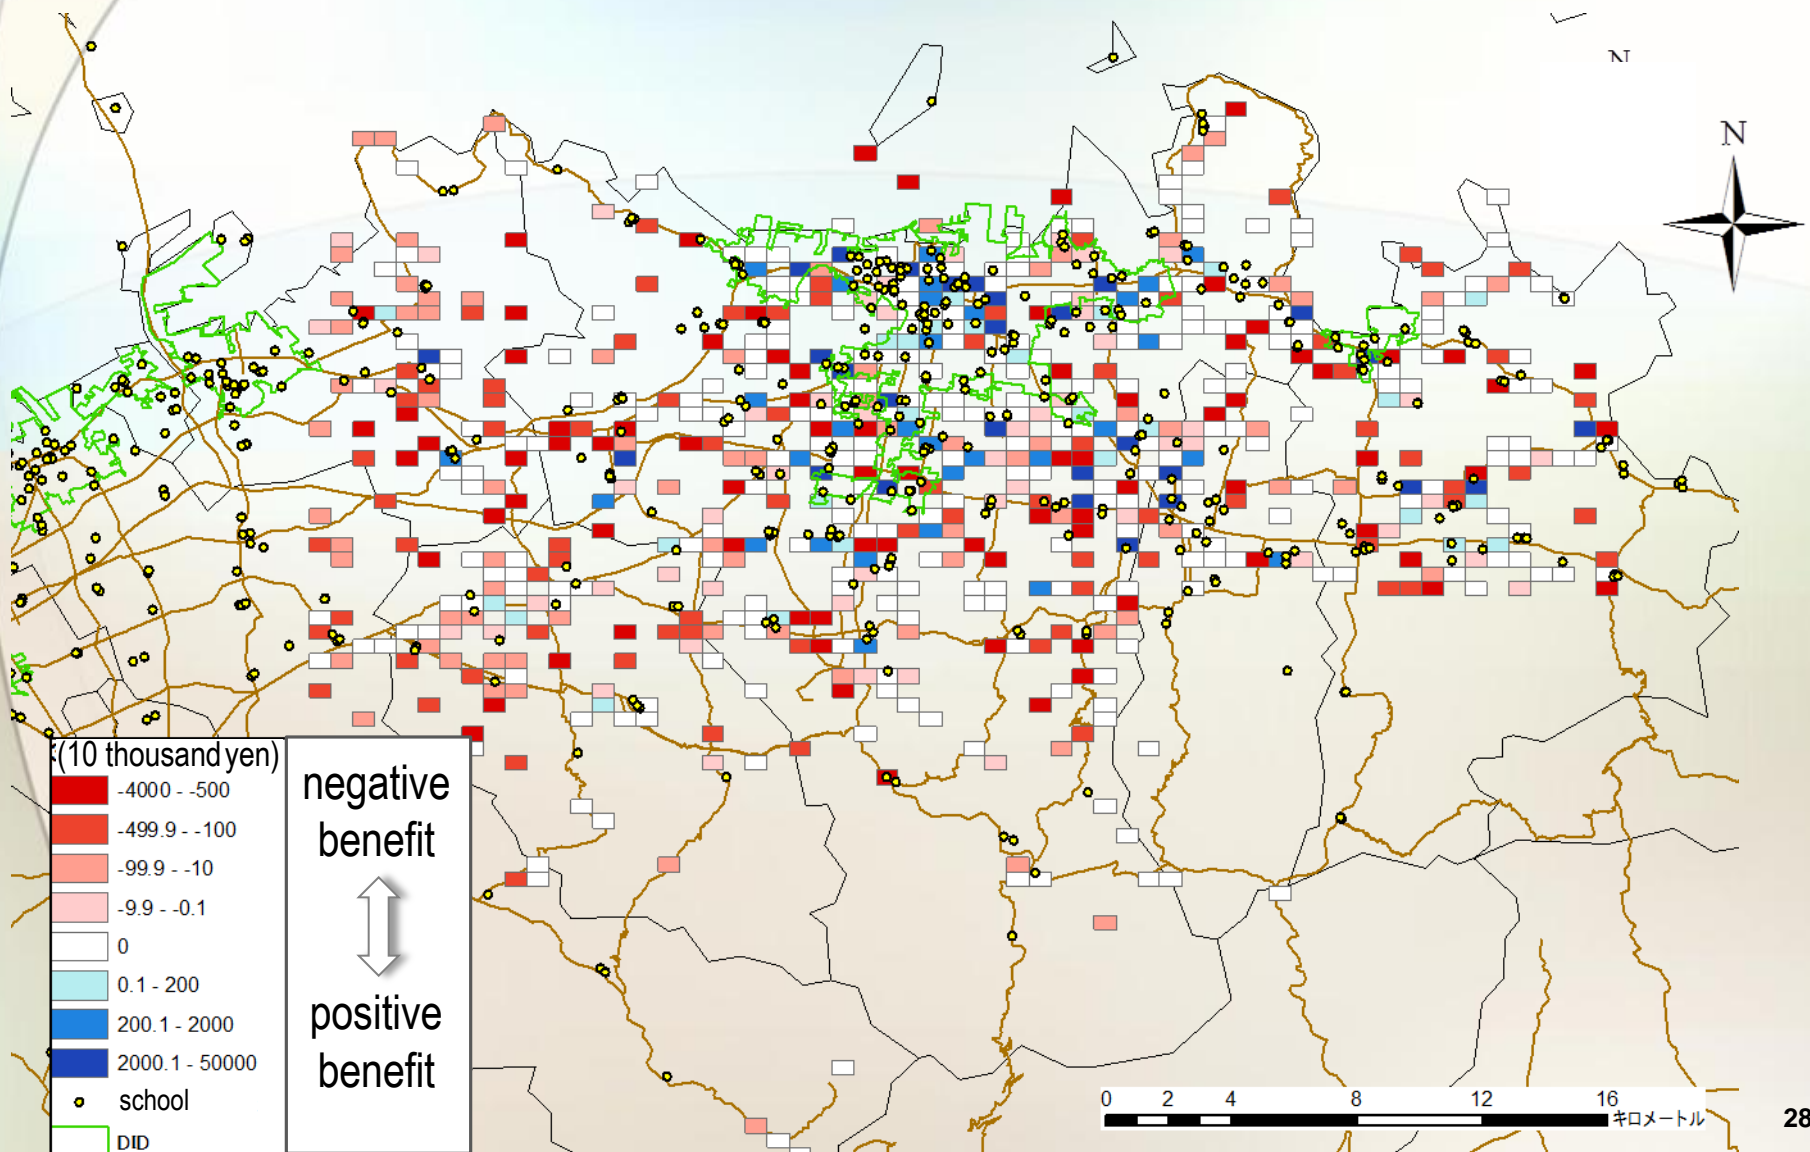 N
N
(10 thousand yen)
-4000 - -500
-499.9 - -100
-99.9 - -10
-9.9 - -0.1
0
0.1 - 200
200.1 - 2000
2000.1 - 50000
school
DID
negative
benefit
positive
benefit
0 2 4 8 12 16
キロメートル
28